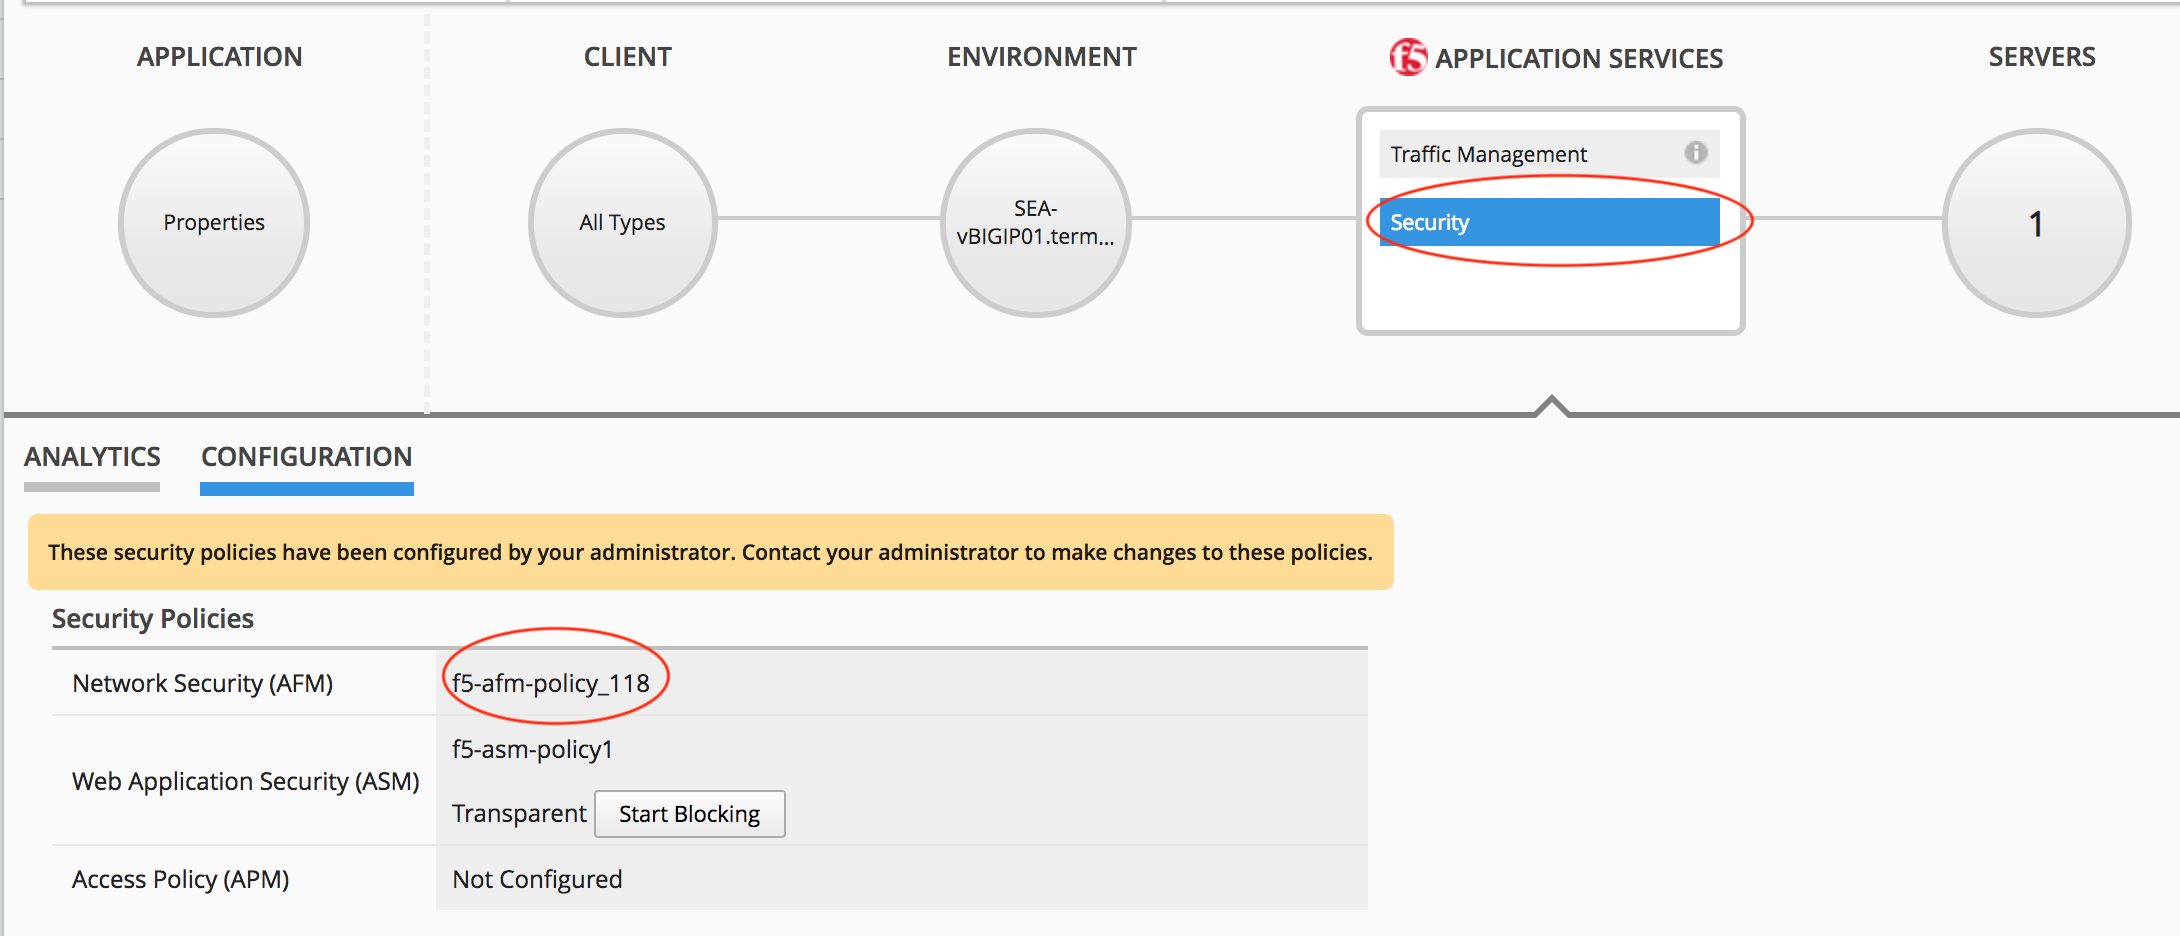 APPLICATION
CLIENT
ENVIRONMENT
f5 APPLICATION SERVICES
SERVERS
Properties
All Types
SEA-
vBIGIP01.term...
Traffic Management
i
Security
1
ANALYTICS
CONFIGURATION
These security policies have been configured by your administrator. Contact your administrator to make changes to these policies.
Security Policies
Network Security (AFM)
f5-afm-policy_118
Web Application Security (ASM)
f5-asm-policy1
Transparent
Start Blocking
Access Policy (APM)
Not Configured